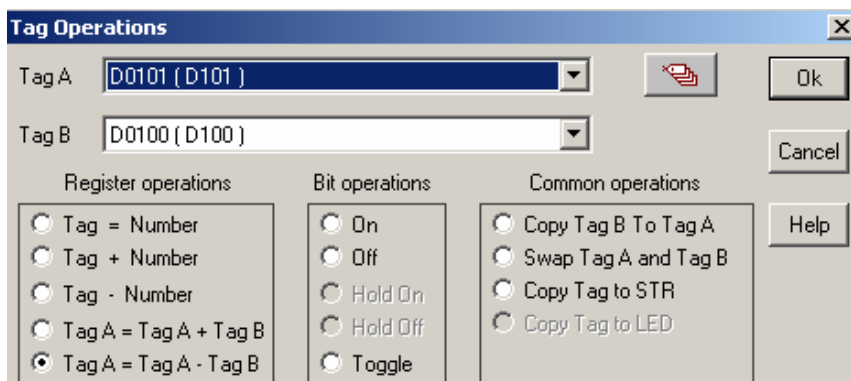 Tag Operations
Tag A D0101 ( D101 ) Ok
Tag B D0100 ( D100 ) Cancel
Register operations Bit operations Common operations
Tag = Number On Copy Tag B To Tag A Help
Tag + Number Off Swap Tag A and Tag B
Tag - Number Hold On Copy Tag to STR
Tag A = Tag A + Tag B Hold Off Copy Tag to LED
Tag A = Tag A - Tag B Toggle